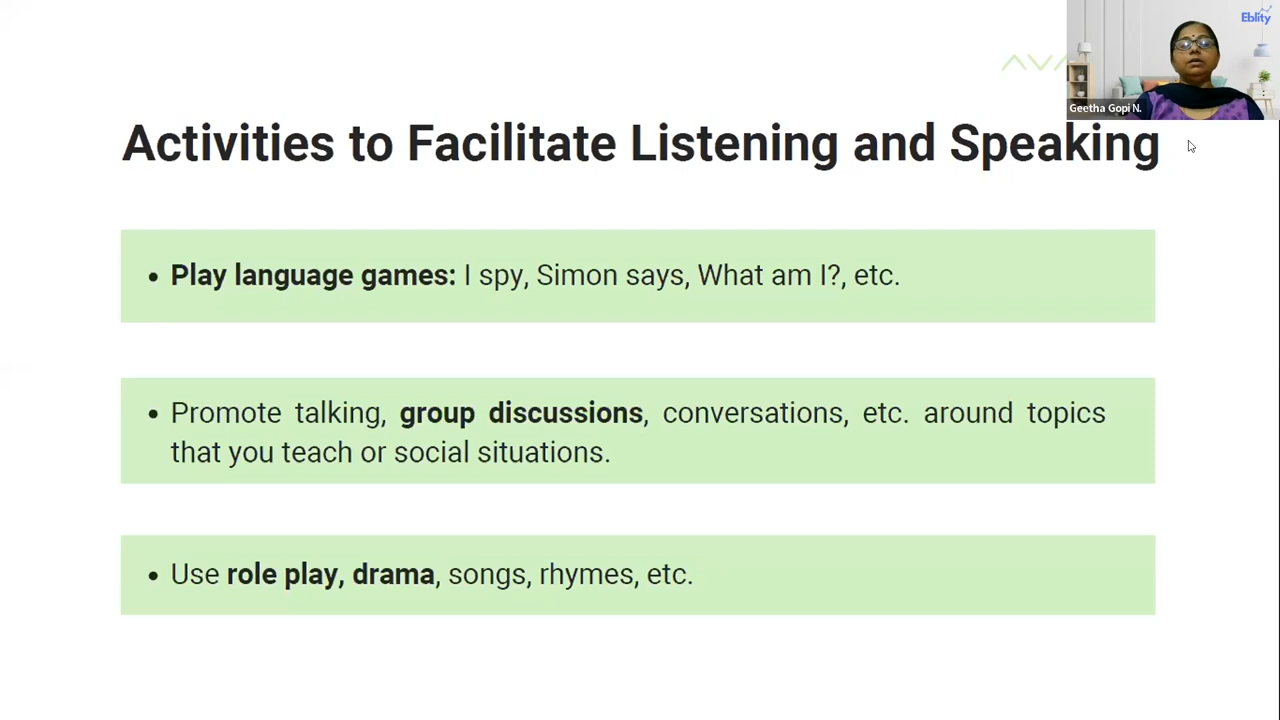 Eblity
AVA
Geetha Gopi N.
Activities to Facilitate Listening and Speaking
• Play language games: I spy, Simon says, What am I?, etc.
• Promote talking, group discussions, conversations, etc. around topics
that you teach or social situations.
• Use role play, drama, songs, rhymes, etc.